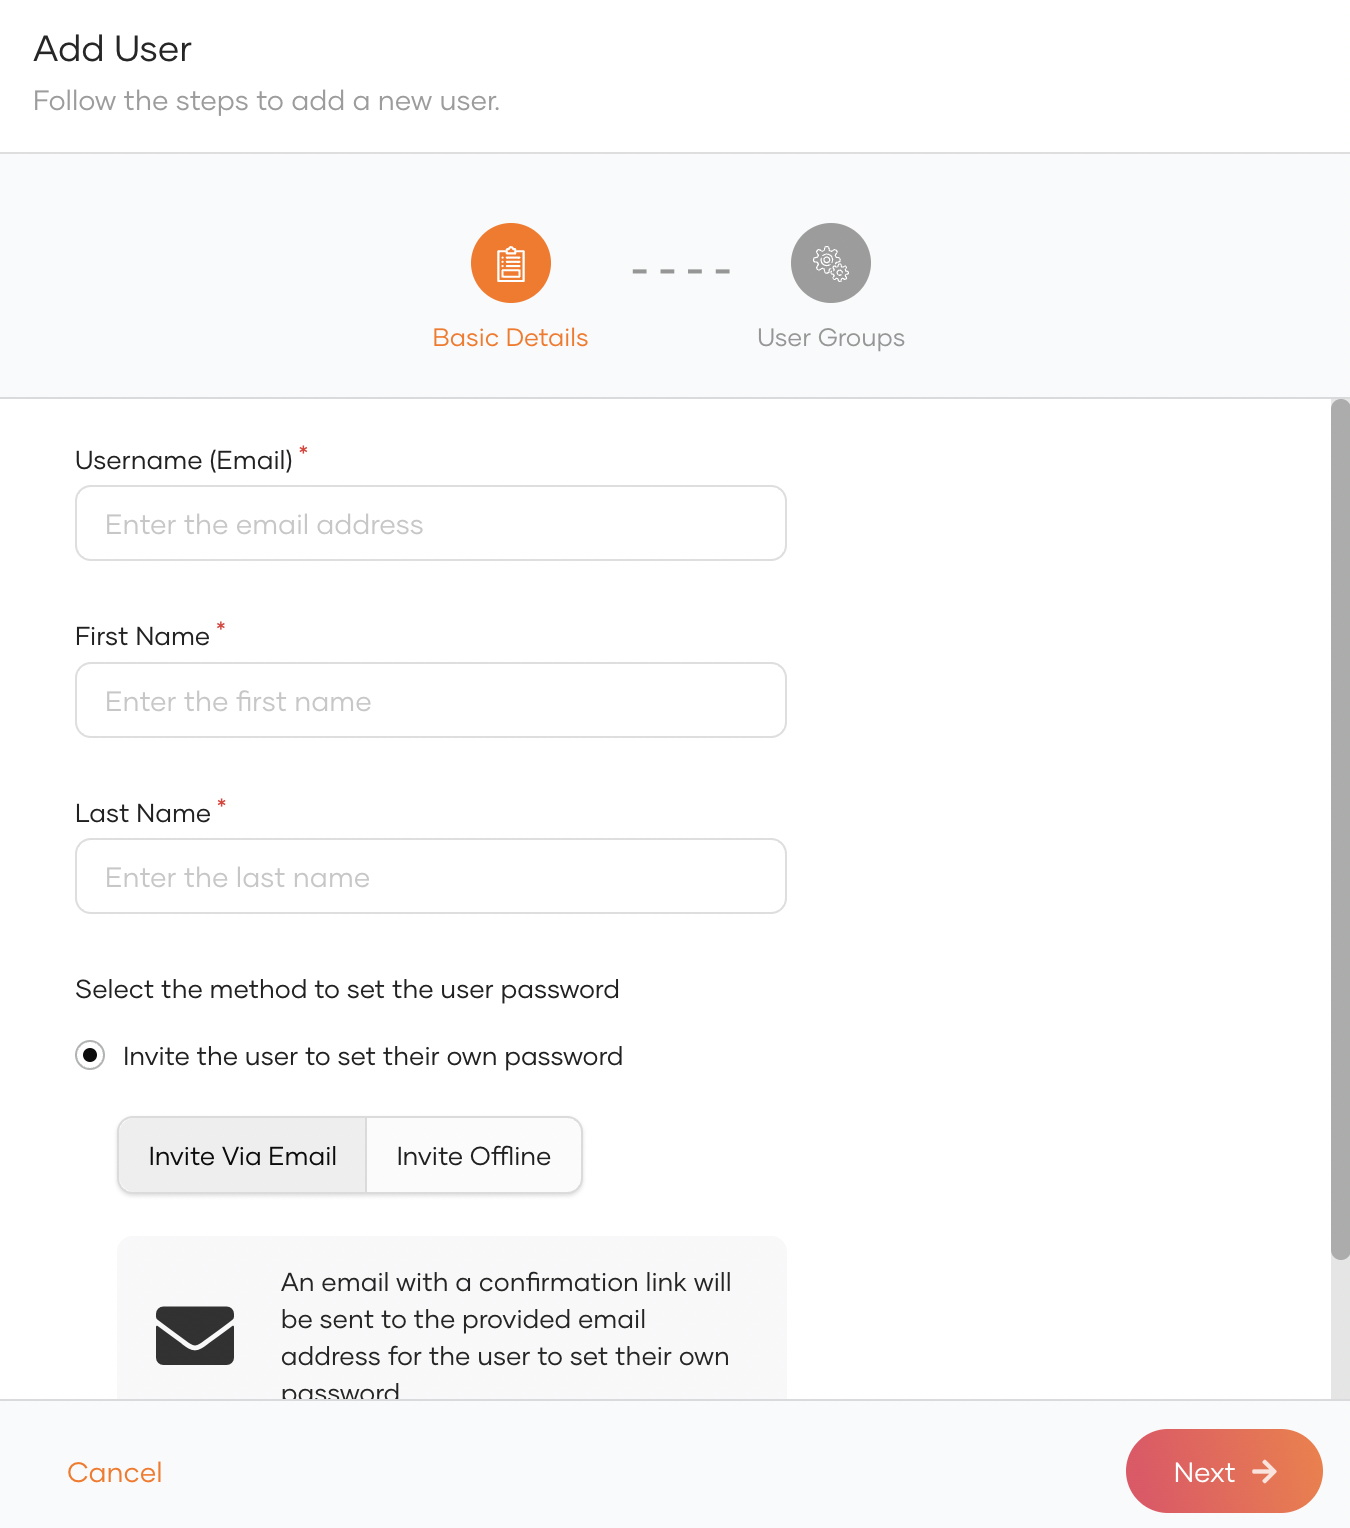 Add User
Follow the steps to add a new user.
Basic Details
User Groups
Username (Email) *
Enter the email address
First Name *
Enter the first name
Last Name *
Enter the last name
Select the method to set the user password
Invite the user to set their own password
Invite Via Email
Invite Offline
An email with a confirmation link will
be sent to the provided email
address for the user to set their own
password
Cancel
Next